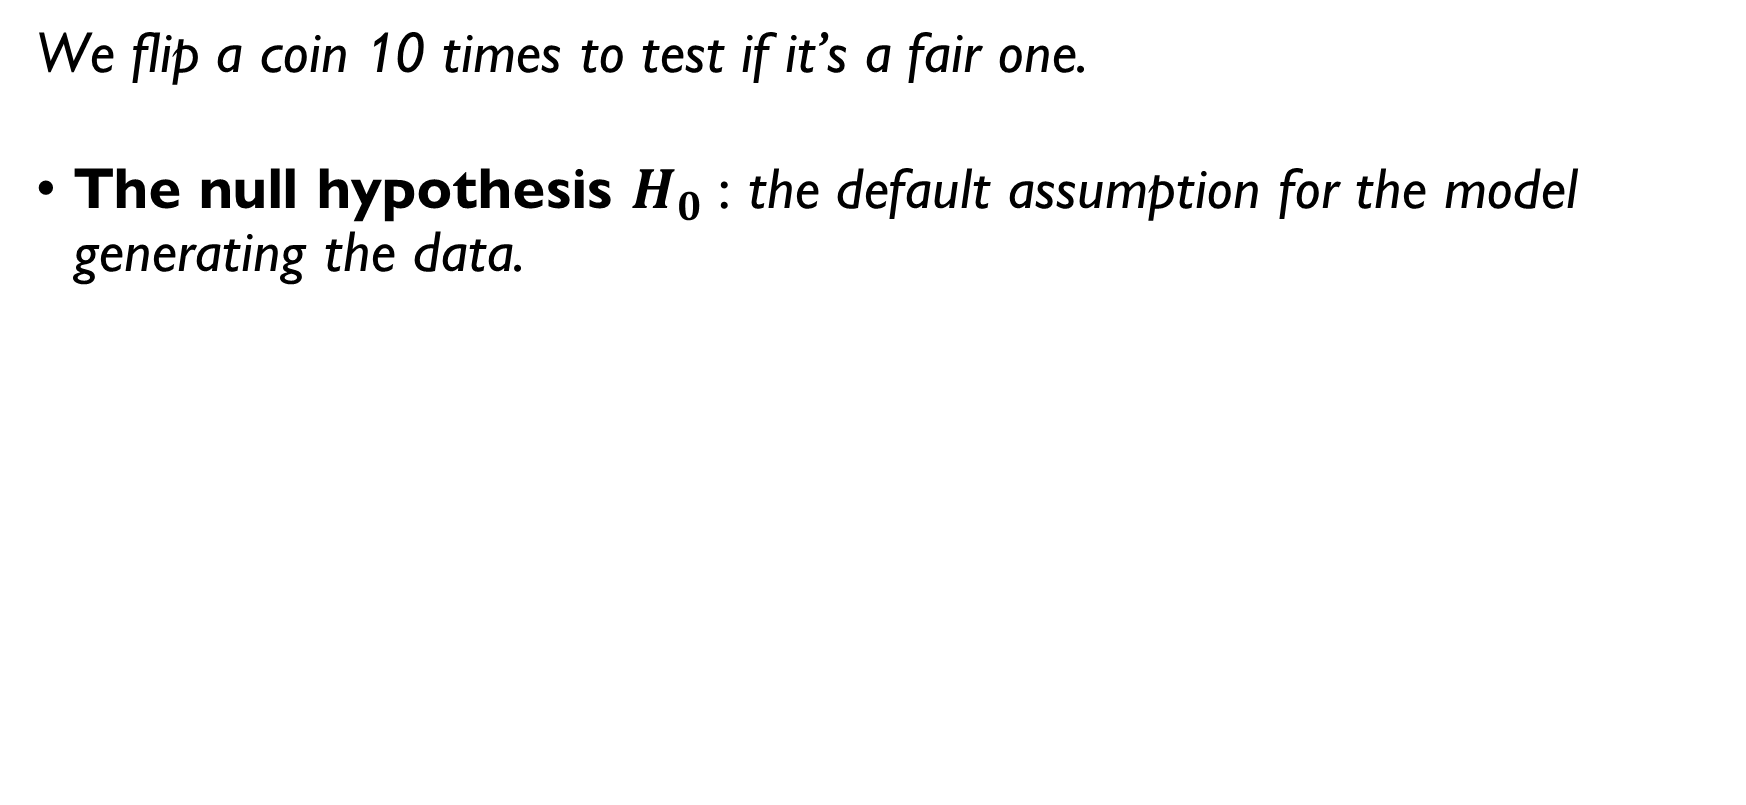 We flip a coin 10 times to test if it’s a fair one.
• The null hypothesis H₀ : the default assumption for the model
generating the data.